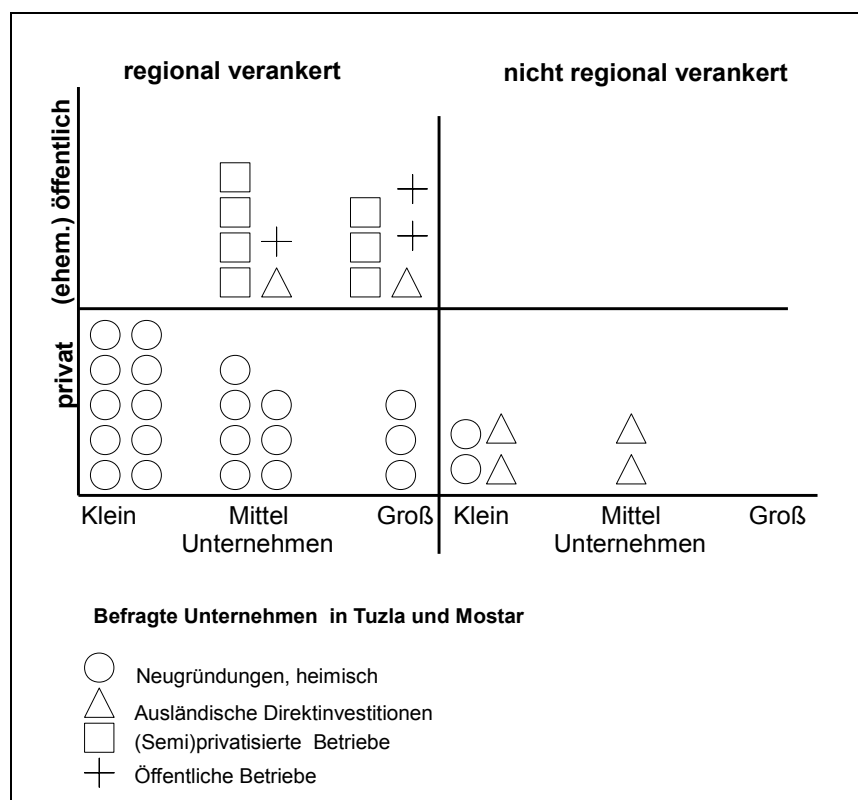 regional verankert
nicht regional verankert
(ehem.) öffentlich
privat
Klein
Mittel
Groß
Unternehmen
Klein
Mittel
Groß
Unternehmen
Befragte Unternehmen in Tuzla und Mostar
Neugründungen, heimisch
Ausländische Direktinvestitionen
(Semi)privatisierte Betriebe
Öffentliche Betriebe